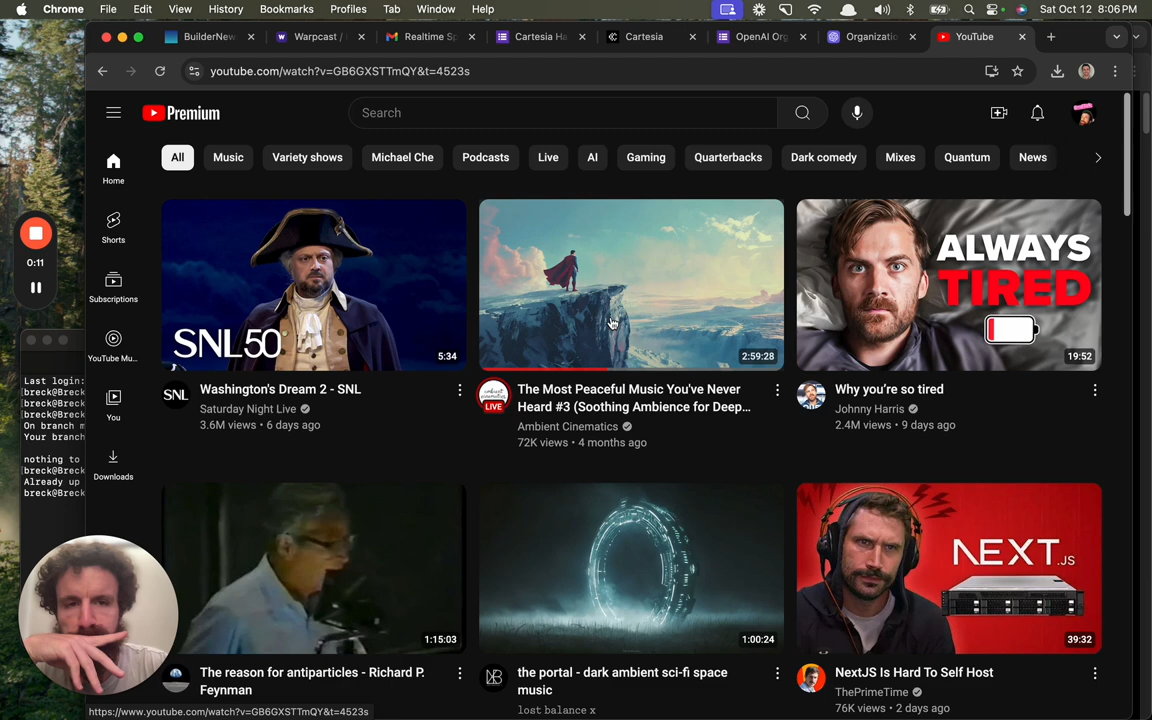 Chrome File Edit View History Bookmarks Profiles Tab Window Help Sat Oct 12 8:06 PM
BuilderNew Warpcast / Realtime Sp Cartesia Ha Cartesia OpenAI Org Organizatio YouTube
youtube.com/watch?v=GB6GXSTTmQY&t=4523s
Premium Search
All Music Variety shows Michael Che Podcasts Live AI Gaming Quarterbacks Dark comedy Mixes Quantum News
Home
Shorts
Subscriptions
YouTube Mu...
You
Downloads
0:11
SNL50
5:34
Washington's Dream 2 - SNL
SNL
Saturday Night Live
3.6M views • 6 days ago
2:59:28
The Most Peaceful Music You've Never
Heard #3 (Soothing Ambience for Deep...
LIVE
Ambient Cinematics
72K views • 4 months ago
ALWAYS
TIRED
19:52
Why you're so tired
Johnny Harris
2.4M views • 9 days ago
Last login:
breck@Breck
breck@Breck
breck@Breck
On branch m
Your branch
nothing to
breck@Breck
Already up
breck@Breck
1:15:03
The reason for antiparticles - Richard P.
Feynman
1:00:24
the portal - dark ambient sci-fi space
music
lost balance x
NEXT.JS
39:32
NextJS Is Hard To Self Host
ThePrimeTime
76K views • 2 days ago
https://www.youtube.com/watch?v=GB6GXSTTmQY&t=4523s